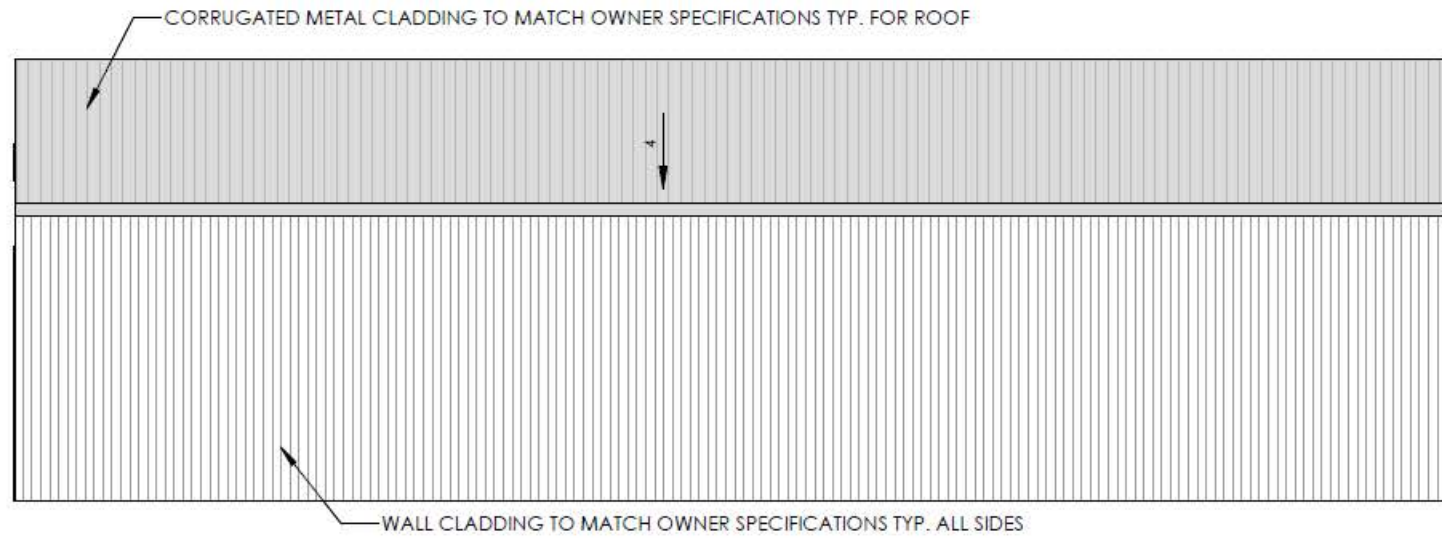 CORRUGATED METAL CLADDING TO MATCH OWNER SPECIFICATIONS TYP. FOR ROOF
4
WALL CLADDING TO MATCH OWNER SPECIFICATIONS TYP. ALL SIDES